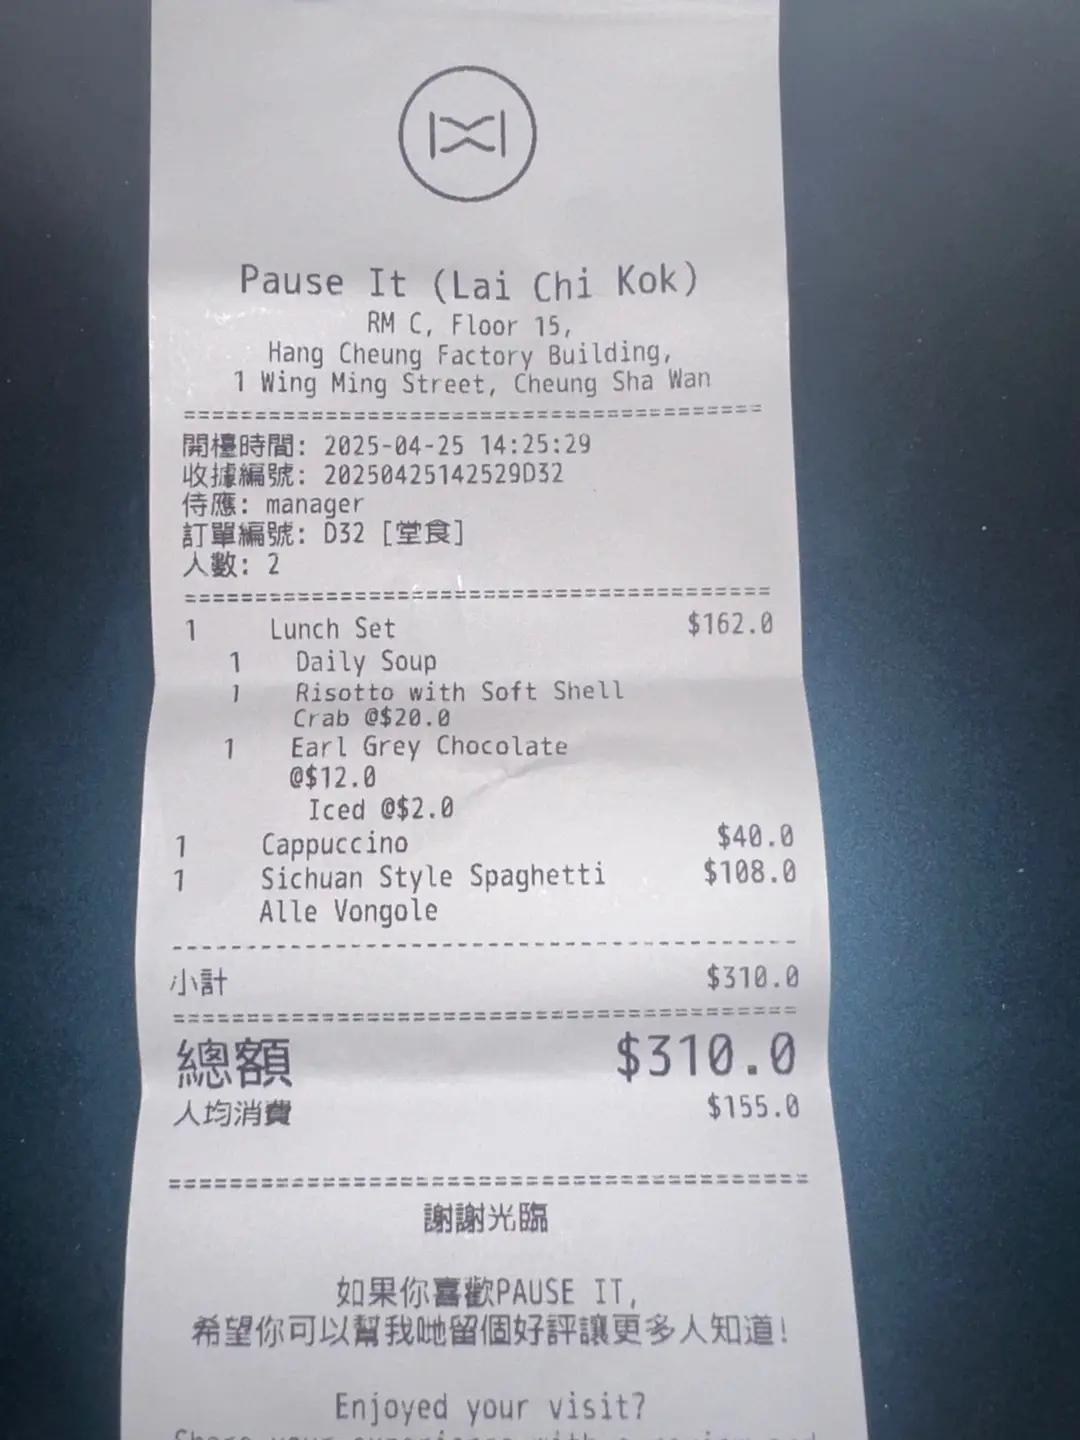 Pause It (Lai Chi Kok)
RM C, Floor 15,
Hang Cheung Factory Building,
1 Wing Ming Street, Cheung Sha Wan
==========================================
開檯時間: 2025-04-25 14:25:29
收據編號: 20250425142529D32
侍應: manager
訂單編號: D32 [堂食]
人數: 2
==========================================
1 Lunch Set $162.0
1 Daily Soup
1 Risotto with Soft Shell
Crab @$20.0
1 Earl Grey Chocolate
@$12.0
Iced @$2.0
1 Cappuccino $40.0
1 Sichuan Style Spaghetti $108.0
Alle Vongole
------------------------------------------
小計 $310.0
==========================================
總額 $310.0
人均消費 $155.0
==========================================
謝謝光臨
如果你喜歡PAUSE IT,
希望你可以幫我哋留個好評讓更多人知道!
Enjoyed your visit?
Share your experience with a review and